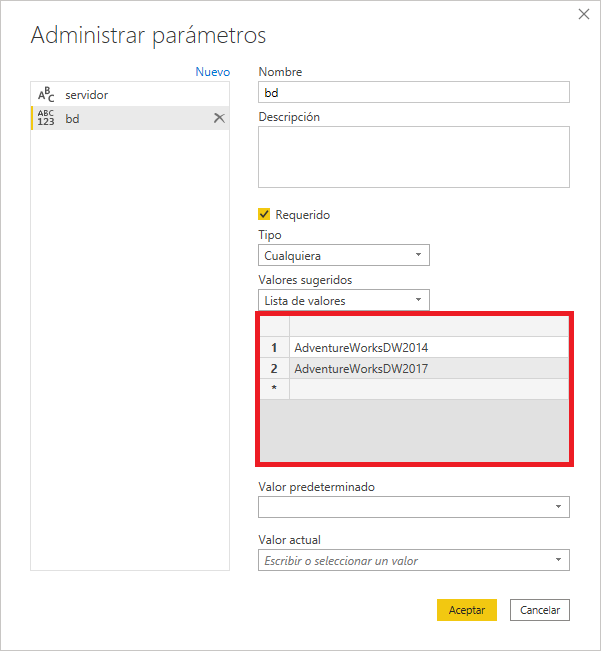 Administrar parámetros
Nuevo
ABC servidor
ABC 123 bd
Nombre
bd
Descripción
Requerido
Tipo
Cualquiera
Valores sugeridos
Lista de valores
1 AdventureWorksDW2014
2 AdventureWorksDW2017
*
Valor predeterminado
Valor actual
Escribir o seleccionar un valor
Aceptar Cancelar